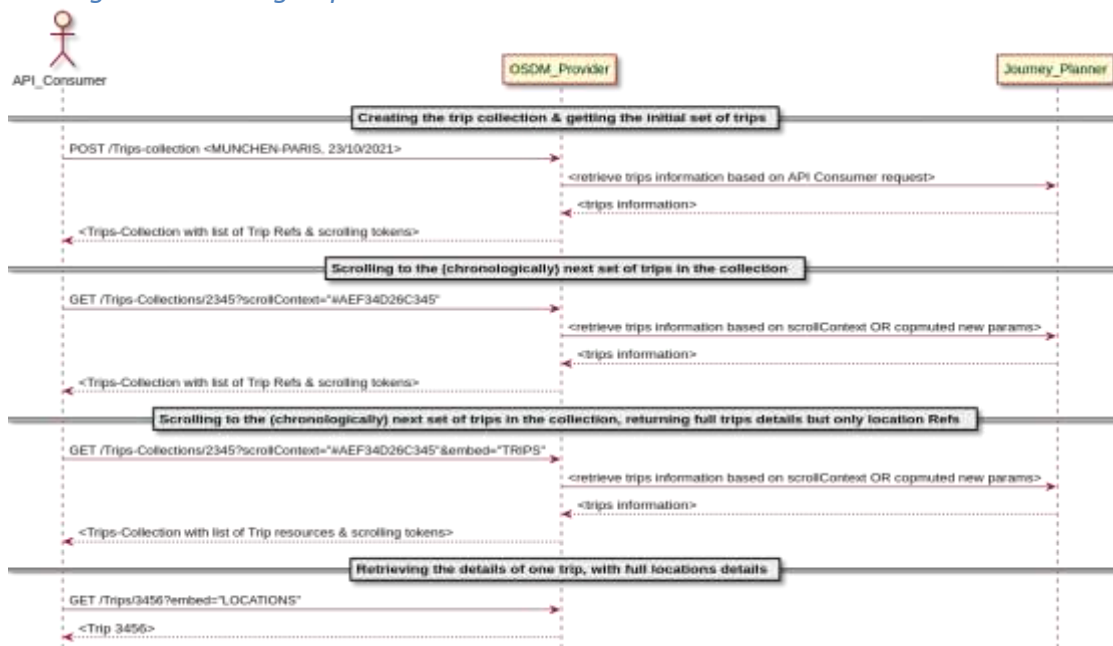 API_Consumer
OSDM_Provider
Journey_Planner
Creating the trip collection & getting the initial set of trips
POST /Trips-collection <MUNCHEN-PARIS, 23/10/2021>
<retrieve trips information based on API Consumer request>
<trips information>
<Trips-Collection with list of Trip Refs & scrolling tokens>
Scrolling to the (chronologically) next set of trips in the collection
GET /Trips-Collections/2345?scrollContext="#AEF34D26C345"
<retrieve trips information based on scrollContext OR copmuted new params>
<trips information>
<Trips-Collection with list of Trip Refs & scrolling tokens>
Scrolling to the (chronologically) next set of trips in the collection, returning full trips details but only location Refs
GET /Trips-Collections/2345?scrollContext="#AEF34D26C345"&embed="TRIPS"
<retrieve trips information based on scrollContext OR copmuted new params>
<trips information>
<Trips-Collection with list of Trip resources & scrolling tokens>
Retrieving the details of one trip, with full locations details
GET /Trips/3456?embed="LOCATIONS"
<Trip 3456>